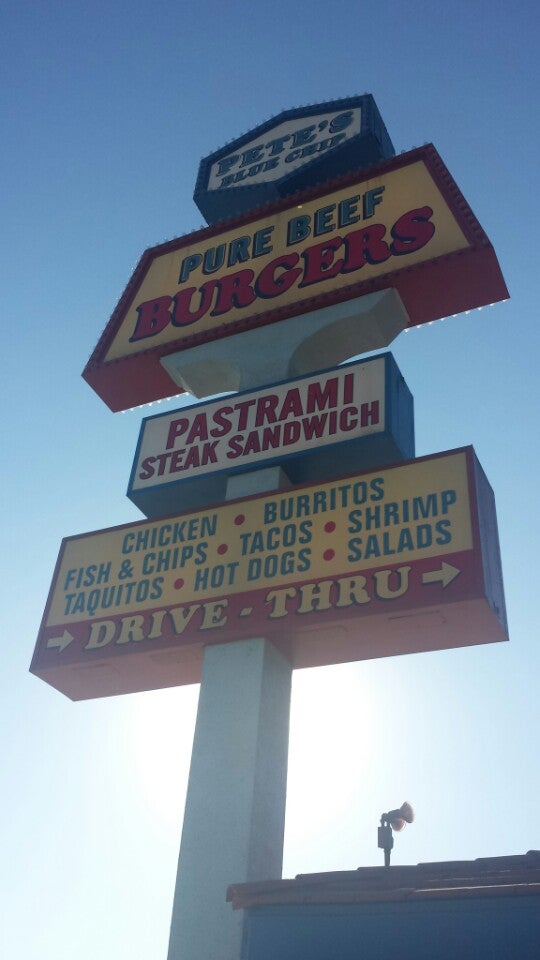 PETE'S
BLUE CHIP
PURE BEEF
BURGERS
PASTRAMI
STEAK SANDWICH
CHICKEN • BURRITOS
FISH & CHIPS • TACOS • SHRIMP
TAQUITOS • HOT DOGS • SALADS
→ DRIVE-THRU →